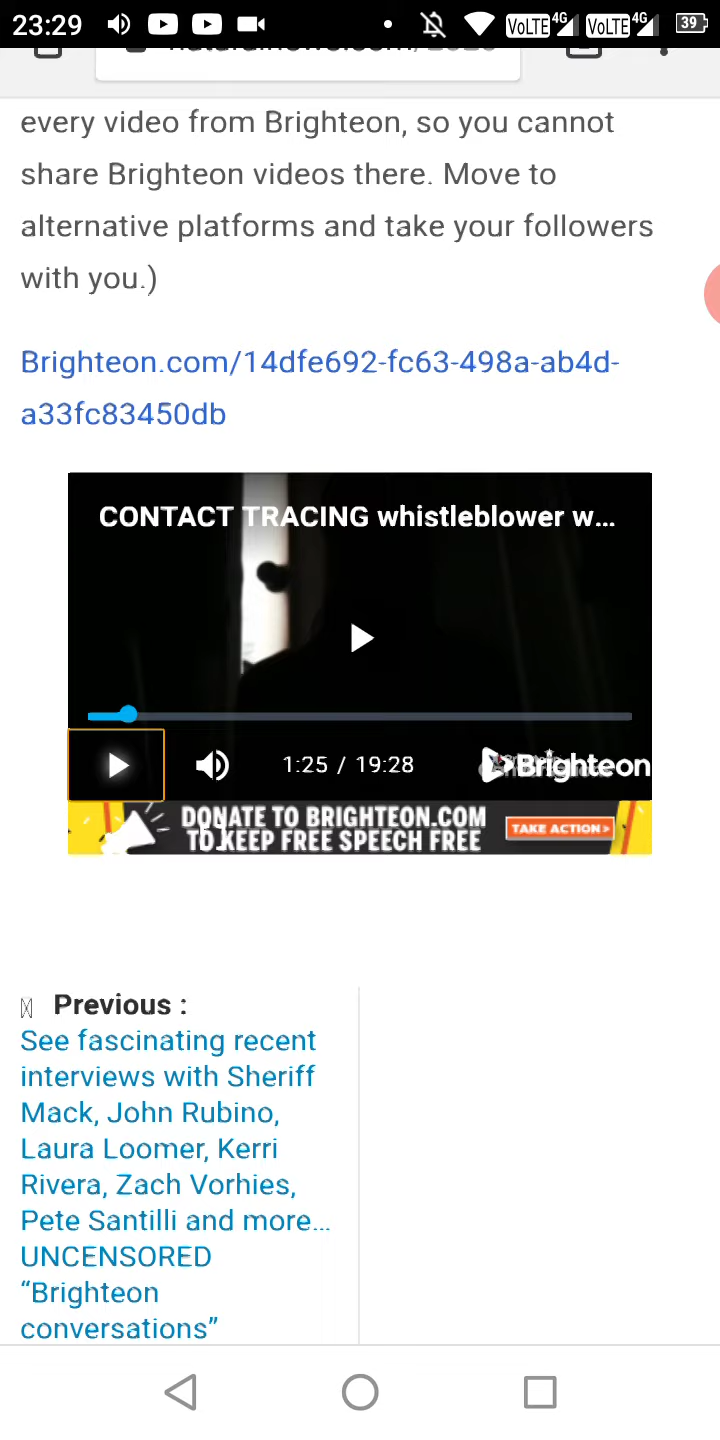 23:29
VoLTE 4G VoLTE 4G 39
every video from Brighteon, so you cannot
share Brighteon videos there. Move to
alternative platforms and take your followers
with you.)
Brighteon.com/14dfe692-fc63-498a-ab4d-
a33fc83450db
CONTACT TRACING whistleblower w...
1:25 / 19:28
Brighteon
DONATE TO BRIGHTEON.COM
TO KEEP FREE SPEECH FREE
TAKE ACTION >
Previous :
See fascinating recent
interviews with Sheriff
Mack, John Rubino,
Laura Loomer, Kerri
Rivera, Zach Vorhies,
Pete Santilli and more...
UNCENSORED
“Brighteon
conversations”